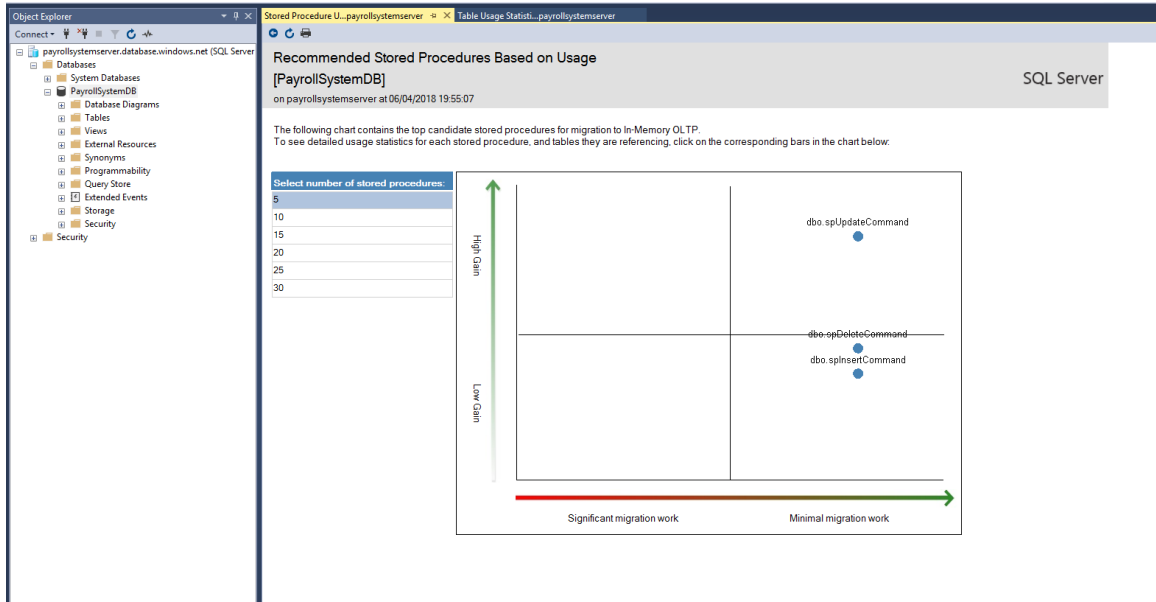 Object Explorer
Connect
payrollsystemserver.database.windows.net (SQL Server
Databases
System Databases
PayrollSystemDB
Database Diagrams
Tables
Views
External Resources
Synonyms
Programmability
Query Store
Extended Events
Storage
Security
Security
Stored Procedure U...payrollsystemserver
Table Usage Statisti...payrollsystemserver
Recommended Stored Procedures Based on Usage
[PayrollSystemDB]
on payrollsystemserver at 06/04/2018 19:55:07
SQL Server
The following chart contains the top candidate stored procedures for migration to In-Memory OLTP.
To see detailed usage statistics for each stored procedure, and tables they are referencing, click on the corresponding bars in the chart below:
Select number of stored procedures:
5
10
15
20
25
30
High Gain
Low Gain
dbo.spUpdateCommand
dbo.spDeleteCommand
dbo.spInsertCommand
Significant migration work
Minimal migration work